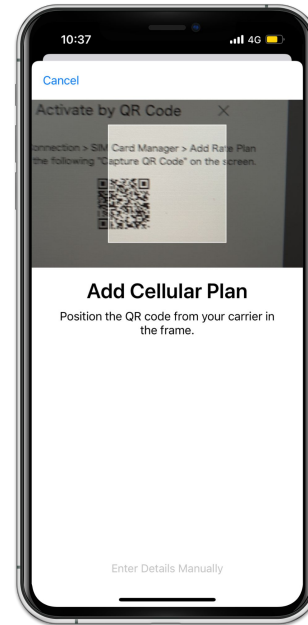 10:37
4G
Cancel
Activate by QR Code
onnection > SIM Card Manager > Add Rate Plan
the following "Capture QR Code" on the screen.
Add Cellular Plan
Position the QR code from your carrier in
the frame.
Enter Details Manually